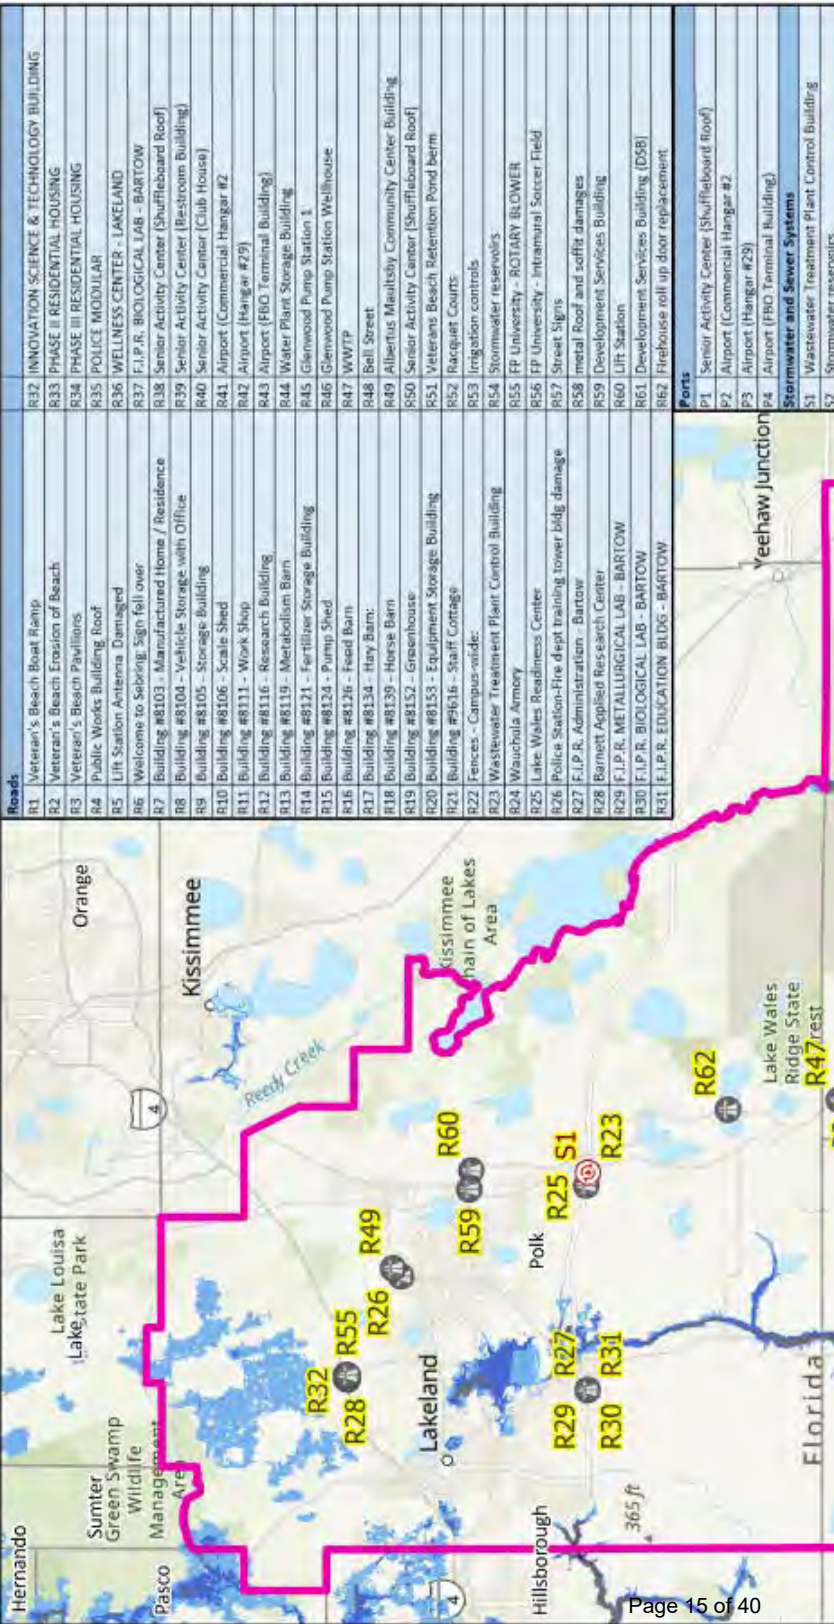 Roads
R1 Veteran's Beach Boat Ramp
R2 Veteran's Beach Erosion of Beach
R3 Veteran's Beach Pavilions
R4 Public Works Building Roof
R5 Lift Station Antenna Damaged
R6 Welcome to Sebring Sign fell over
R7 Building #8103 - Manufactured Home / Residence
R8 Building #8104 - Vehicle Storage with Office
R9 Building #8105 - Storage Building
R10 Building #8106 - Scale Shed
R11 Building #8111 - Work Shop
R12 Building #8116 - Research Building
R13 Building #8119 - Metabolism Barn
R14 Building #8121 - Fertilizer Storage Building
R15 Building #8124 - Pump Shed
R16 Building #8126 - Feed Barn
R17 Building #8134 - Hay Barn:
R18 Building #8139 - Horse Barn
R19 Building #8152 - Greenhouse
R20 Building #8153 - Equipment Storage Building
R21 Building #9616 - Staff Cottage
R22 Fences - Campus-wide:
R23 Wastewater Treatment Plant Control Building
R24 Wauchula Armory
R25 Lake Wales Readiness Center
R26 Police Station-Fire dept training tower bldg damage
R27 F.I.P.R. Administration - Bartow
R28 Barnett Applied Research Center
R29 F.I.P.R. METALLURGICAL LAB - BARTOW
R30 F.I.P.R. BIOLOGICAL LAB - BARTOW
R31 F.I.P.R. EDUCATION BLDG - BARTOW
R32 INNOVATION SCIENCE & TECHNOLOGY BUILDING
R33 PHASE II RESIDENTIAL HOUSING
R34 PHASE III RESIDENTIAL HOUSING
R35 POLICE MODULAR
R36 WELLNESS CENTER - LAKELAND
R37 F.I.P.R. BIOLOGICAL LAB - BARTOW
R38 Senior Activity Center (Shuffleboard Roof)
R39 Senior Activity Center (Restroom Building)
R40 Senior Activity Center (Club House)
R41 Airport (Commercial Hangar #2
R42 Airport (Hangar #29)
R43 Airport (FBO Terminal Building)
R44 Water Plant Storage Building
R45 Glenwood Pump Station 1
R46 Glenwood Pump Station Wellhouse
R47 WWTP
R48 Bell Street
R49 Albertus Maultsby Community Center Building
R50 Senior Activity Center (Shuffleboard Roof)
R51 Veterans Beach Retention Pond berm
R52 Racquet Courts
R53 Irrigation controls
R54 Stormwater reservoirs
R55 FP University - ROTARY BLOWER
R56 FP University - Intramural Soccer Field
R57 Street Signs
R58 metal Roof and soffit damages
R59 Development Services Building
R60 Lift Station
R61 Development Services Building (DSB)
R62 Firehouse roll up door replacement
Ports
P1 Senior Activity Center (Shuffleboard Roof)
P2 Airport (Commercial Hangar #2
P3 Airport (Hangar #29)
P4 Airport (FBO Terminal Building)
Stormwater and Sewer Systems
S1 Wastewater Treatment Plant Control Building
S2 Stormwater reservoirs
Hernando
Sumter
Green Swamp
Wildlife
Management
Area
Lake Louisa
State Park
Lake
Orange
Pasco
4
Kissimmee
Reedy Creek
R32
R28
R55
R26
R49
Lakeland
R59
R60
Kissimmee
Chain of Lakes
Area
4
Hillsborough
Polk
R29
R27
R30
R31
R25
S1
R23
365 ft
R62
Yeehaw Junction
Lake Wales
Ridge State
rest
R47
Florida
Page 15 of 40